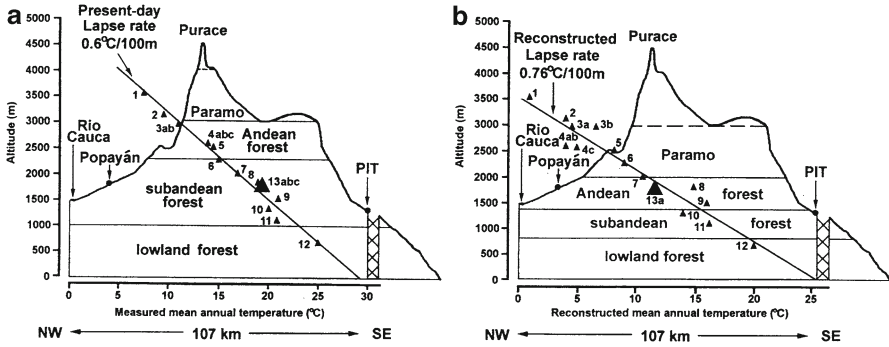 a
Present-day
Lapse rate
0.6°C/100m
Purace
5000
4500
4000
3500
3000
2500
2000
1500
1000
500
0
Altitude (m)
1
2
3ab
Paramo
4abc
5
Andean
forest
Rio
Cauca
Popayán
6
7
8
13abc
PIT
subandean
forest
9
10
11
12
lowland forest
0 5 10 15 20 25 30
Measured mean annual temperature (°C)
NW 107 km SE
b
Reconstructed
Lapse rate
0.76°C/100m
Purace
5000
4500
4000
3500
3000
2500
2000
1500
1000
500
0
Altitude (m)
1
2
3a 3b
Rio
Cauca
4ab
4c
5
Popayán
6
Paramo
PIT
7
8
Andean
13a
forest
9
10
subandean
11
forest
12
lowland forest
0 5 10 15 20 25
Reconstructed mean annual temperature (°C)
NW 107 km SE